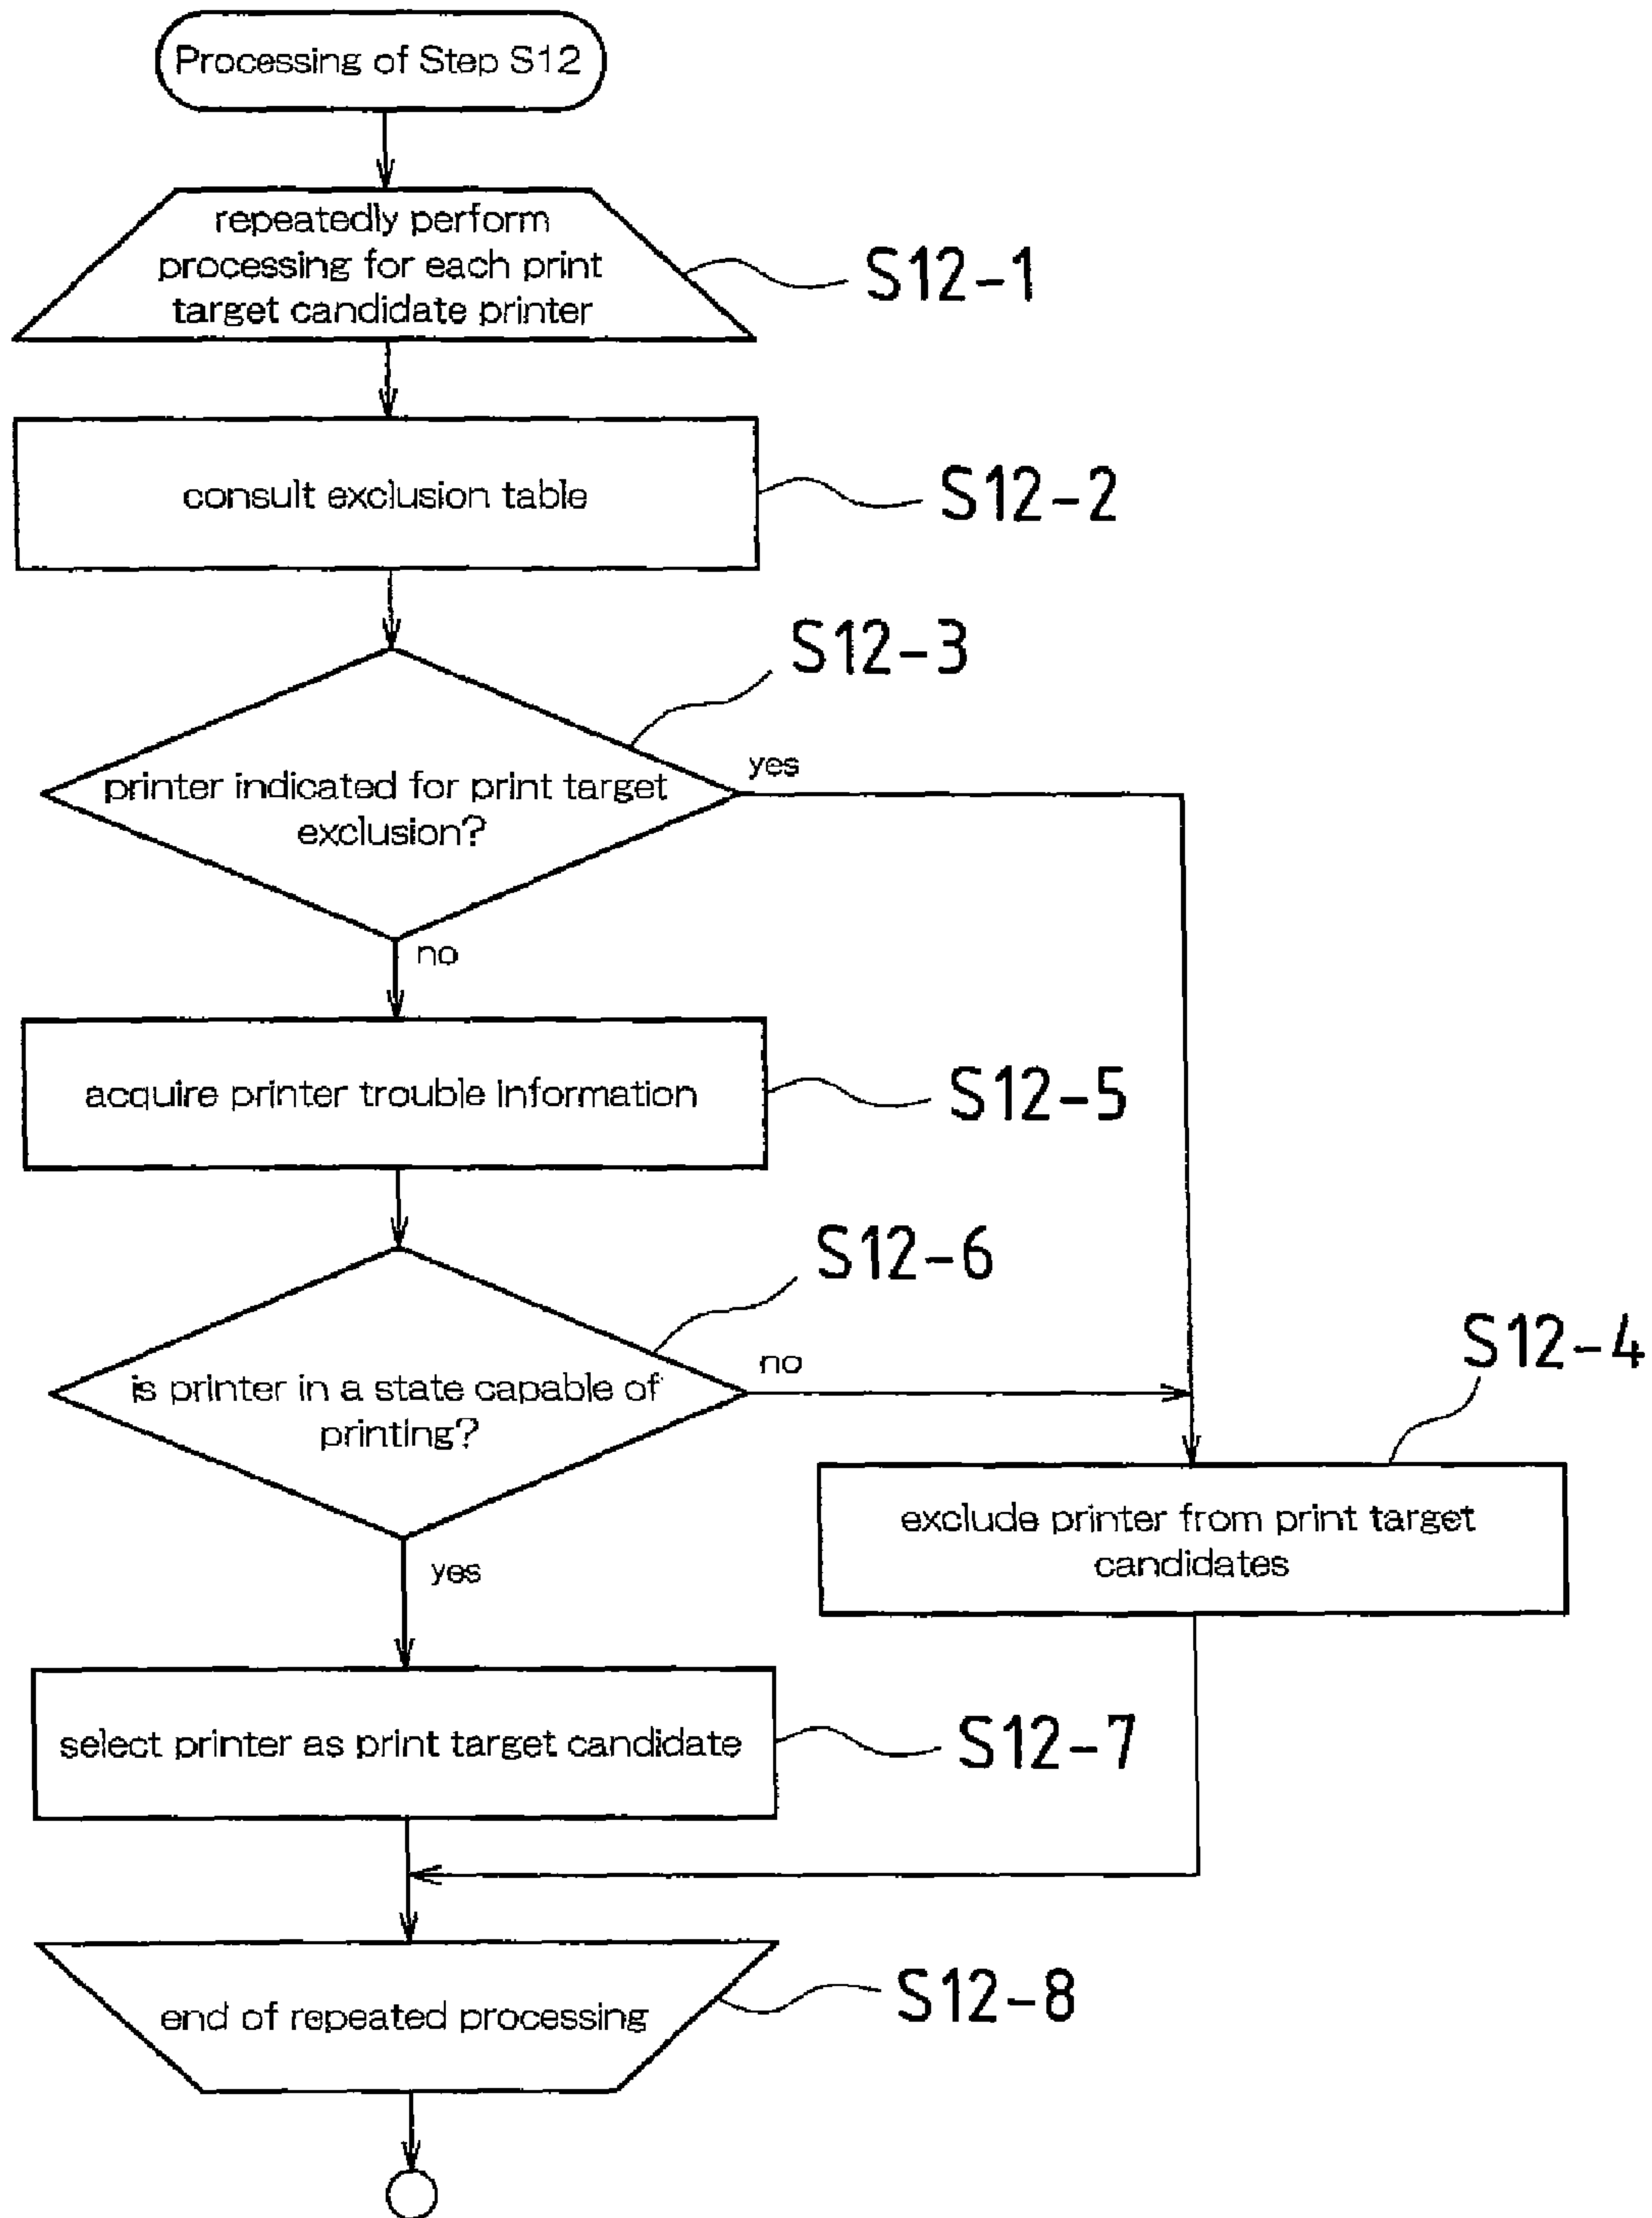 Processing of Step S12
repeatedly perform
processing for each print
target candidate printer
S12-1
consult exclusion table
S12-2
S12-3
printer indicated for print target
exclusion?
yes
no
acquire printer trouble information
S12-5
S12-6
is printer in a state capable of
printing?
no
yes
S12-4
exclude printer from print target
candidates
select printer as print target candidate
S12-7
end of repeated processing
S12-8